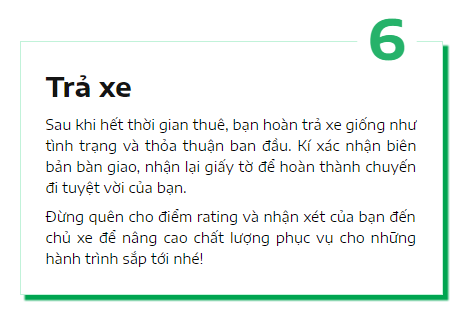 6
Trả xe
Sau khi hết thời gian thuê, bạn hoàn trả xe giống như
tình trạng và thỏa thuận ban đầu. Kí xác nhận biên
bản bàn giao, nhận lại giấy tờ để hoàn thành chuyến
đi tuyệt vời của bạn.
Đừng quên cho điểm rating và nhận xét của bạn đến
chủ xe để nâng cao chất lượng phục vụ cho những
hành trình sắp tới nhé!